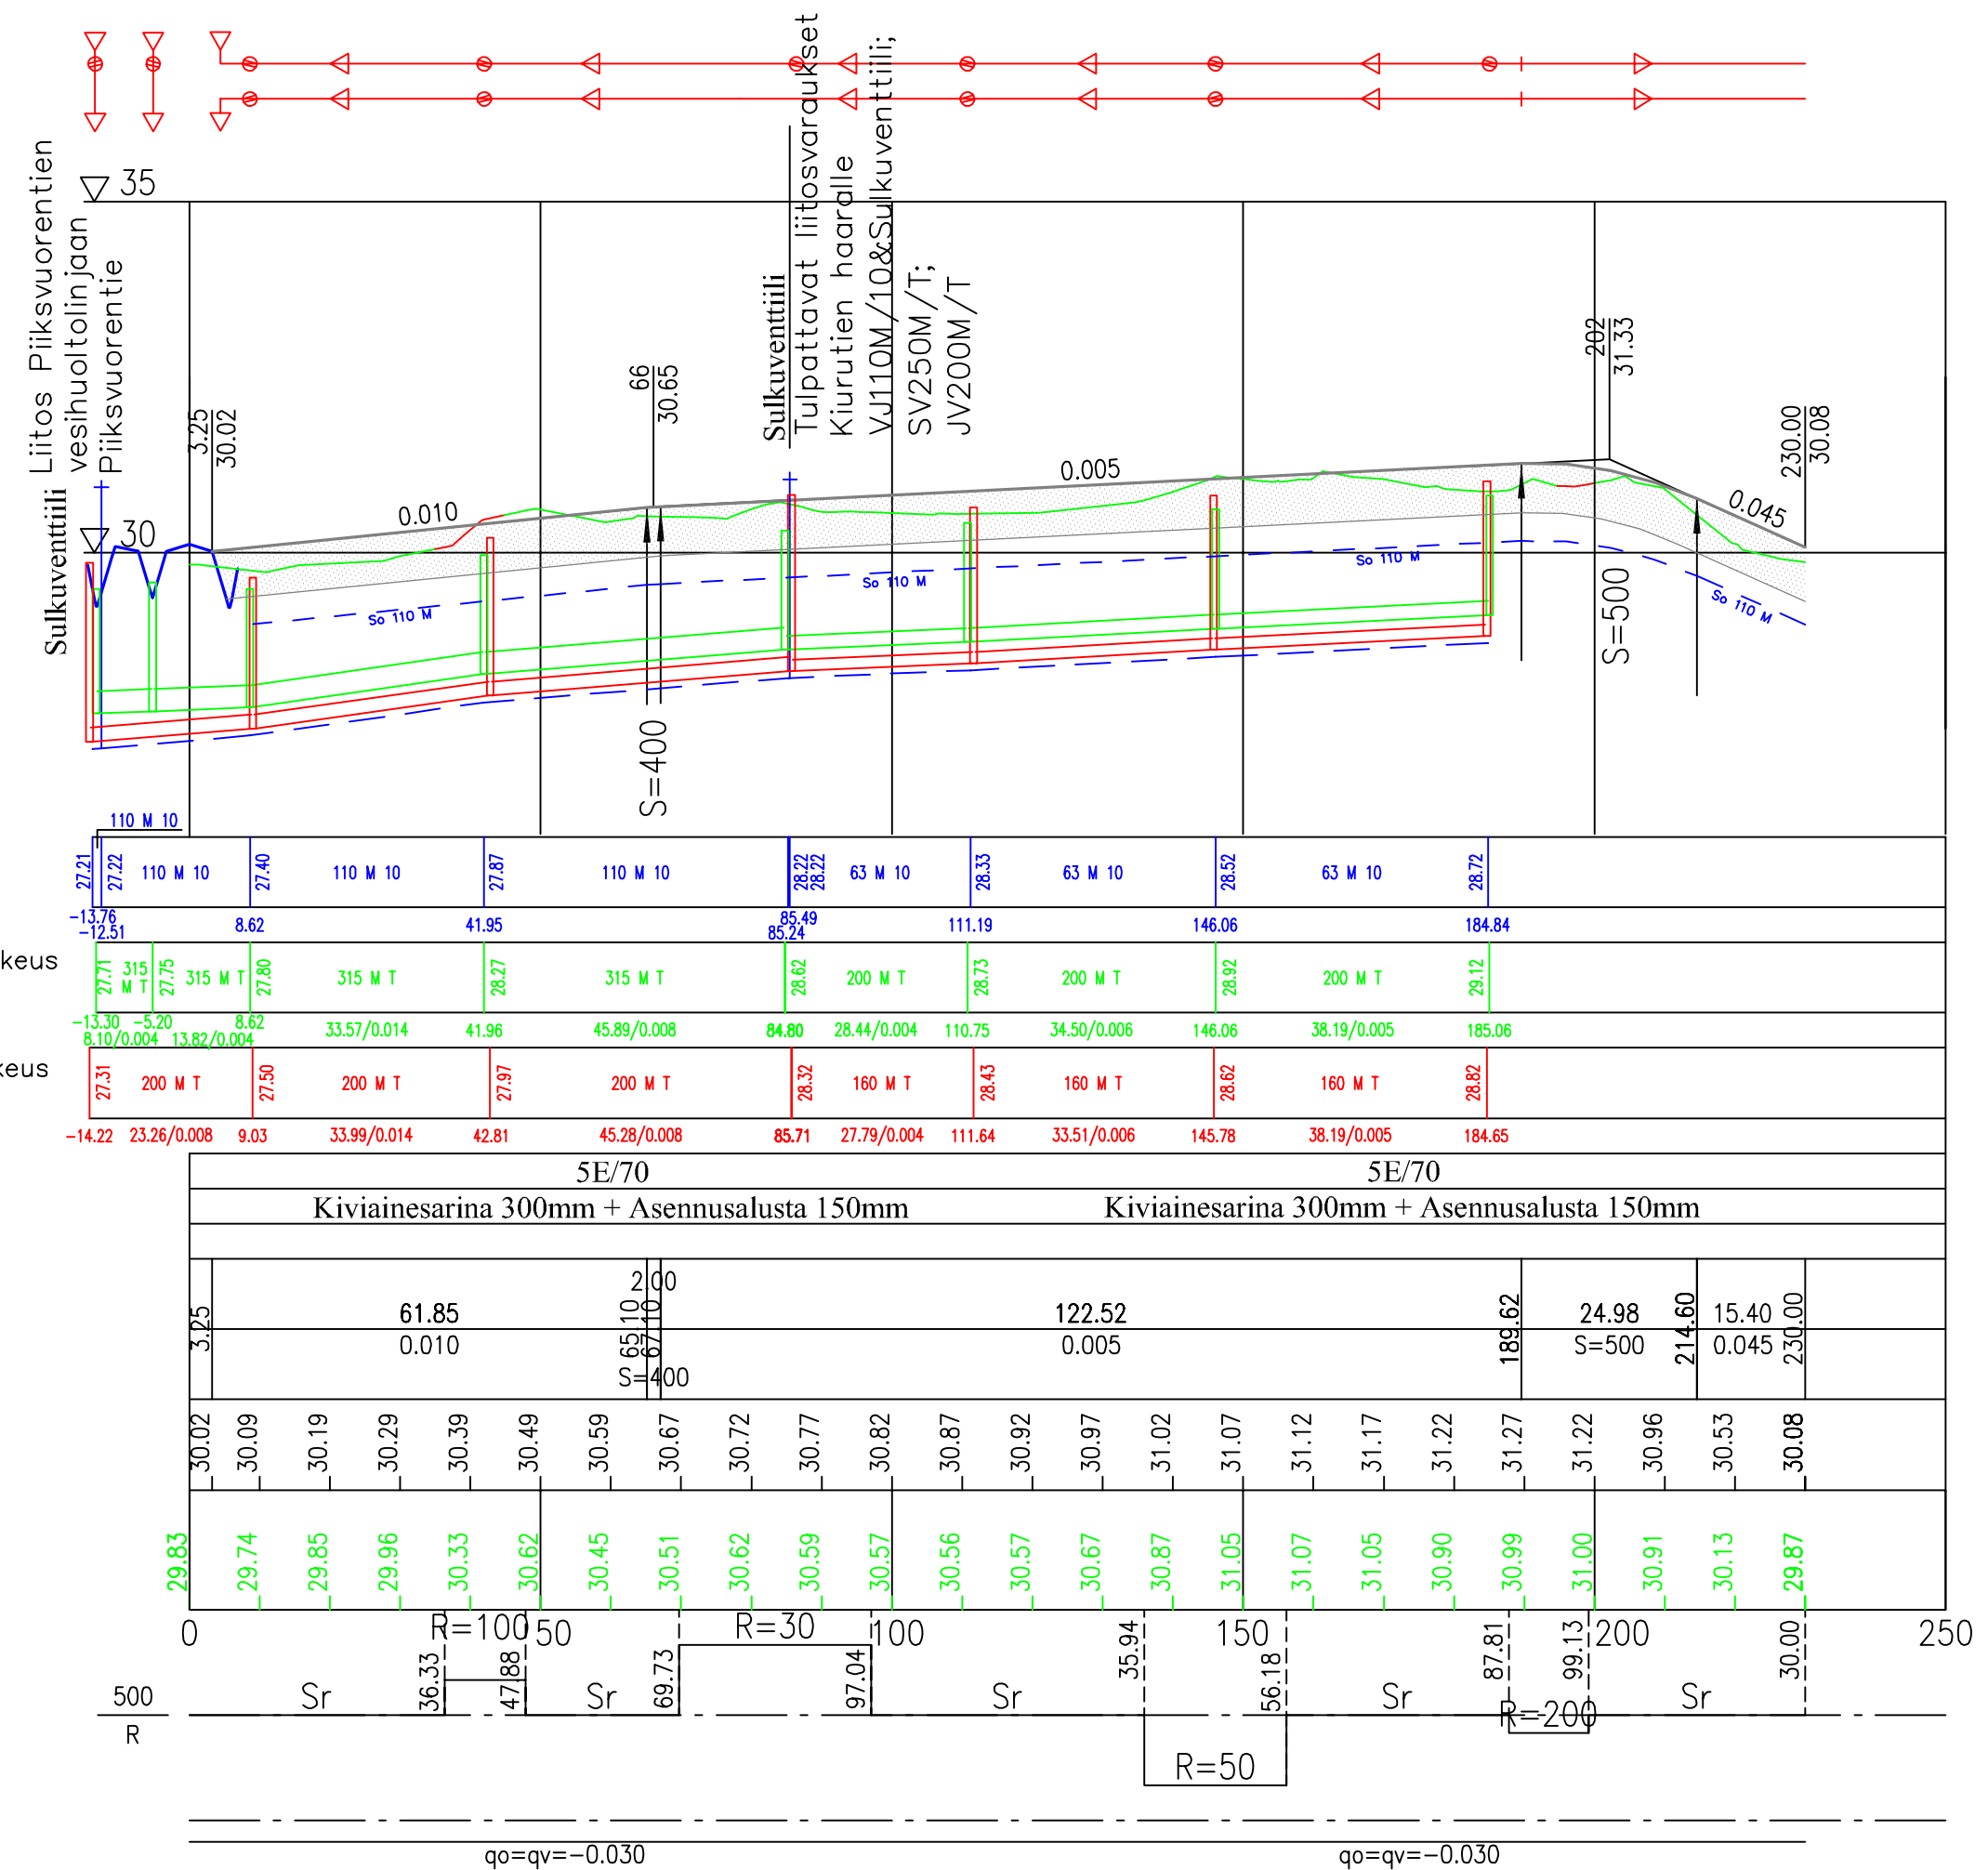 Liitos Piiksvuorentien
vesihuoltolinjaan
Piiksvuorentie
Sulkuventtiili
Sulkuventtiili
Tulpattavat liitosvaraukset
Kiurutien haaralle
VJ110M/10&Sulkuventtiili;
SV250M/T;
JV200M/T
35
30
3.25
30.02
66
30.65
202
31.33
230.00
30.08
0.010
0.005
0.045
So 110 M
So 110 M
So 110 M
So 110 M
S=400
S=500
110 M 10
27.21 27.22 110 M 10 27.40 110 M 10 27.87 110 M 10 28.22 28.22 63 M 10 28.33 63 M 10 28.52 63 M 10 28.72
-13.76 -12.51 8.62 41.95 85.49 85.24 111.19 146.06 184.84
keus
27.71 315 M T 27.75 315 M T 27.80 315 M T 28.27 315 M T 28.62 200 M T 28.73 200 M T 28.92 200 M T 29.12
-13.30 -5.20 8.62 33.57/0.014 41.96 45.89/0.008 84.80 28.44/0.004 110.75 34.50/0.006 146.06 38.19/0.005 185.06
8.10/0.004 13.82/0.004
keus
27.31 200 M T 27.50 200 M T 27.97 200 M T 28.32 160 M T 28.43 160 M T 28.62 160 M T 28.82
-14.22 23.26/0.008 9.03 33.99/0.014 42.81 45.28/0.008 85.71 27.79/0.004 111.64 33.51/0.006 145.78 38.19/0.005 184.65
5E/70 5E/70
Kiviainesarina 300mm + Asennusalusta 150mm Kiviainesarina 300mm + Asennusalusta 150mm
3.25 61.85 65.10 2.00 67.10 122.52 189.62 24.98 214.60 15.40 230.00
0.010 S S=400 0.005 S=500 0.045
30.02 30.09 30.19 30.29 30.39 30.49 30.59 30.67 30.72 30.77 30.82 30.87 30.92 30.97 31.02 31.07 31.12 31.17 31.22 31.27 31.22 30.96 30.53 30.08
29.83 29.74 29.85 29.96 30.33 30.62 30.45 30.51 30.62 30.59 30.57 30.56 30.57 30.67 30.87 31.05 31.07 31.05 30.90 30.99 31.00 30.91 30.13 29.87
0 R=100 50 R=30 100 150 200 250
36.33 47.88 69.73 97.04 35.94 56.18 87.81 99.13 30.00
500 Sr Sr Sr Sr Sr
R R=200
R=50
qo=qv=-0.030 qo=qv=-0.030